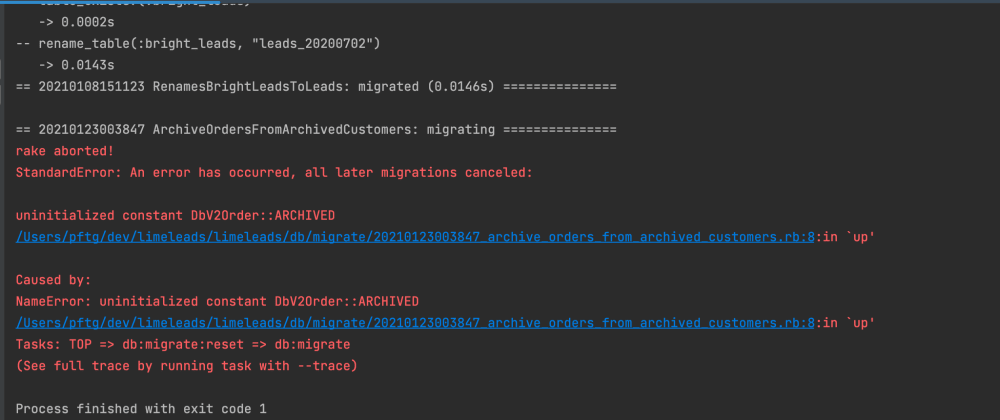 -> 0.0002s
-- rename_table(:bright_leads, "leads_20200702")
-> 0.0143s
== 20210108151123 RenamesBrightLeadsToLeads: migrated (0.0146s) ===============
== 20210123003847 ArchiveOrdersFromArchivedCustomers: migrating ===============
rake aborted!
StandardError: An error has occurred, all later migrations canceled:
uninitialized constant DbV2Order::ARCHIVED
/Users/pftg/dev/limeleads/limeleads/db/migrate/20210123003847_archive_orders_from_archived_customers.rb:8:in `up'
Caused by:
NameError: uninitialized constant DbV2Order::ARCHIVED
/Users/pftg/dev/limeleads/limeleads/db/migrate/20210123003847_archive_orders_from_archived_customers.rb:8:in `up'
Tasks: TOP => db:migrate:reset => db:migrate
(See full trace by running task with --trace)
Process finished with exit code 1